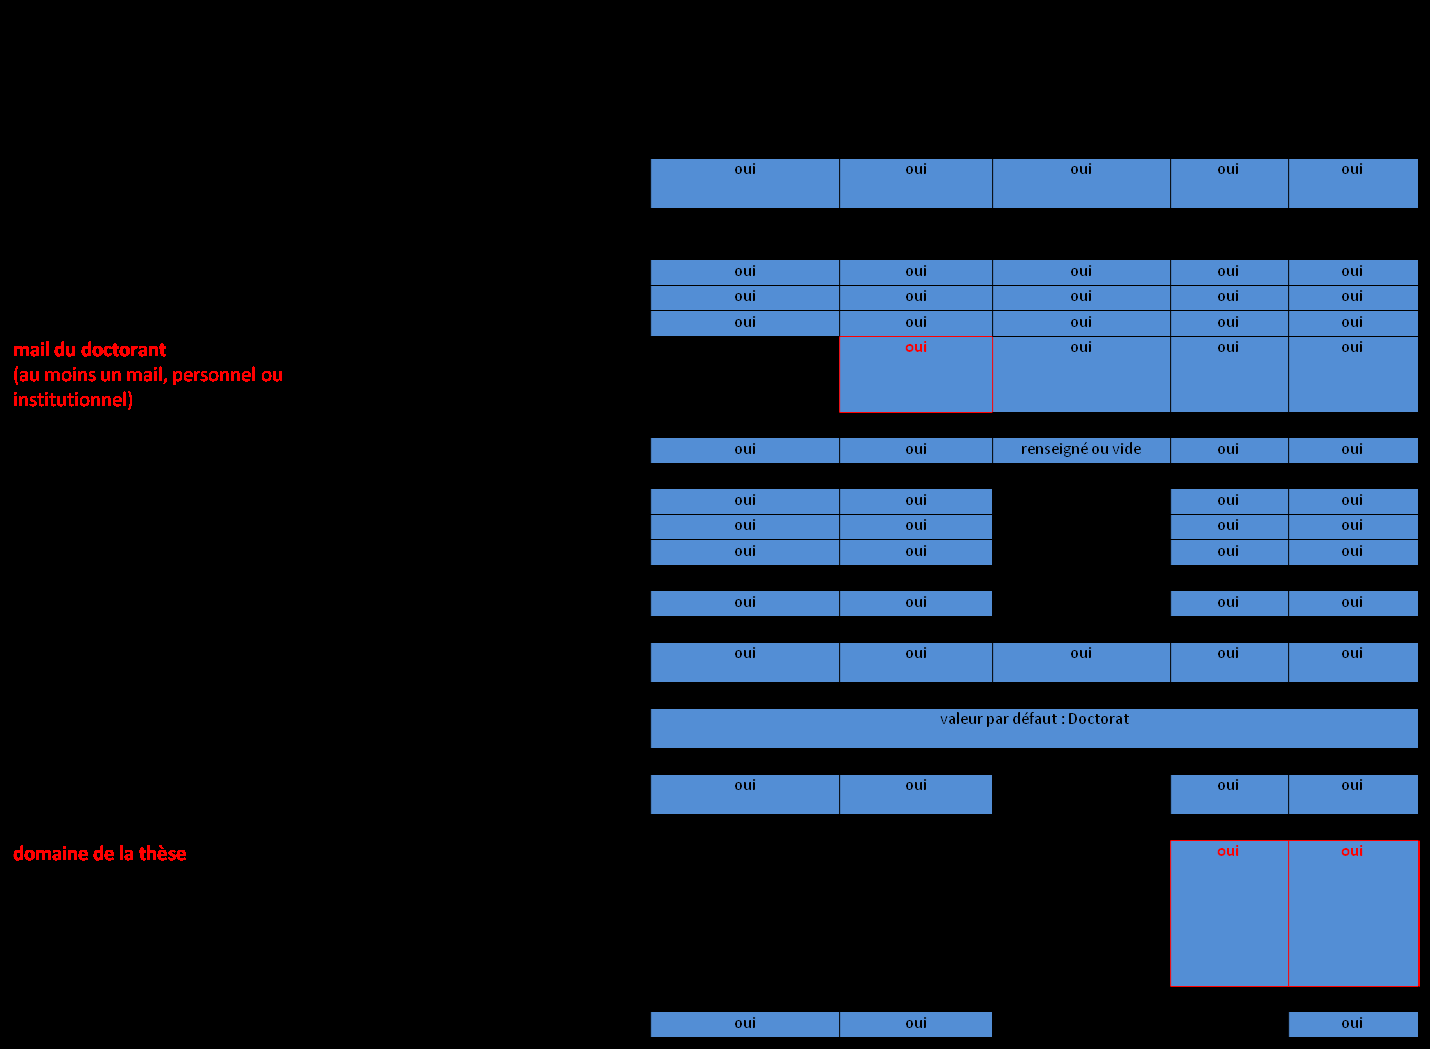 oui oui oui oui oui
oui oui oui oui oui
oui oui oui oui oui
oui oui oui oui oui
mail du doctorant oui oui oui oui
(au moins un mail, personnel ou
institutionnel)
oui oui renseigné ou vide oui oui
oui oui oui oui
oui oui oui oui
oui oui oui oui
oui oui oui oui
oui oui oui oui oui
valeur par défaut : Doctorat
oui oui oui oui
domaine de la thèse oui oui
oui oui oui